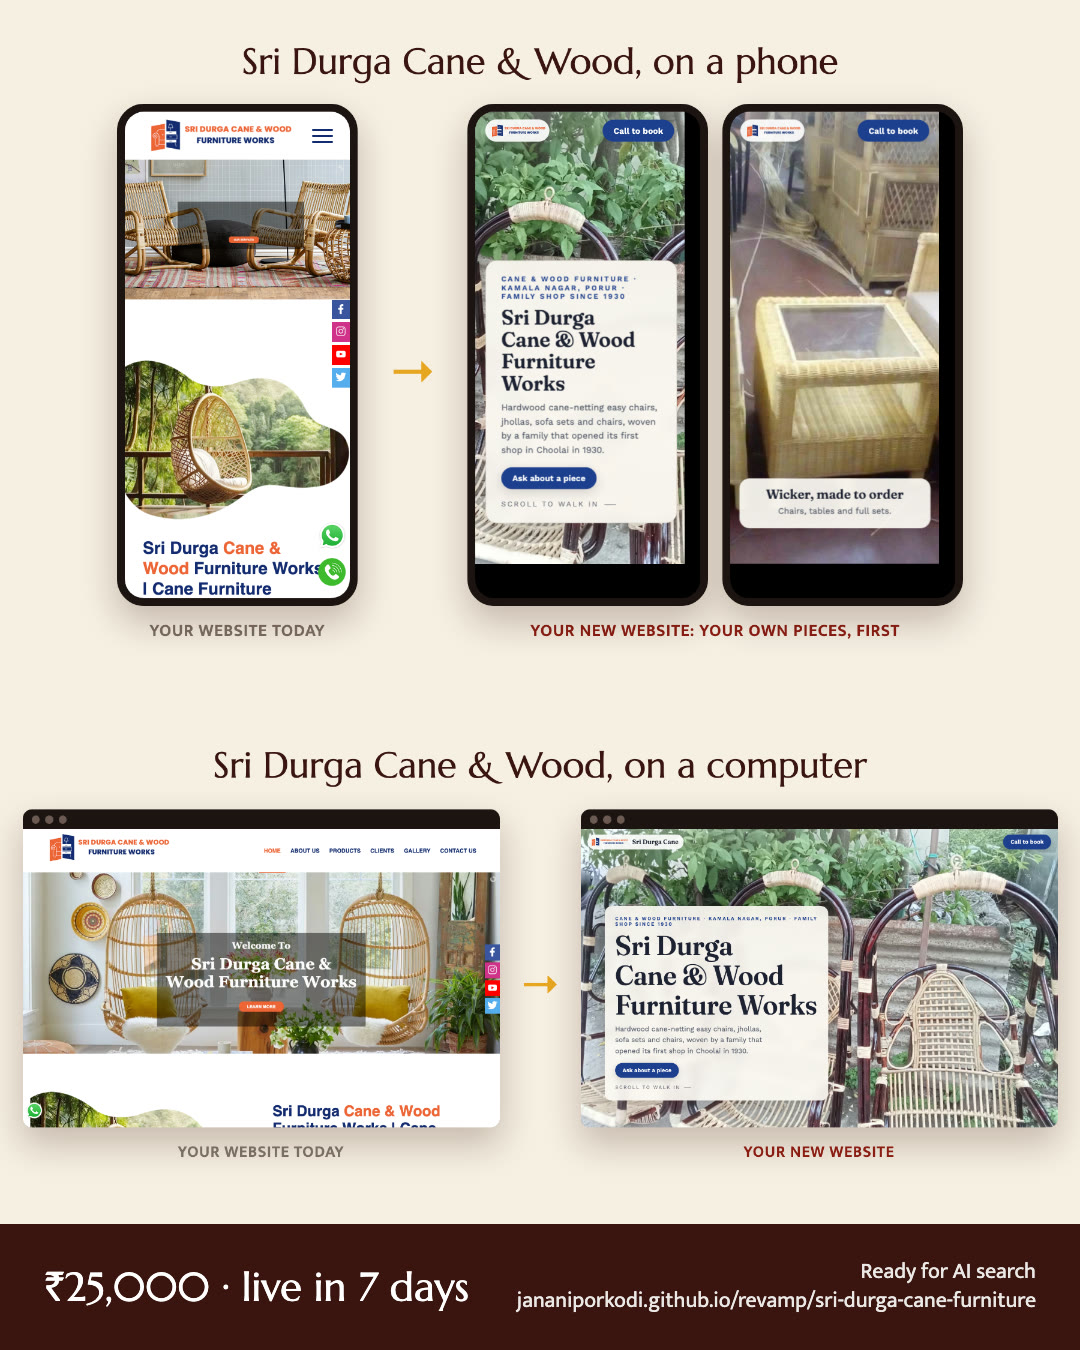 Sri Durga Cane & Wood, on a phone
SRI DURGA CANE & WOOD
FURNITURE WORKS
Sri Durga Cane &
Wood Furniture Works
| Cane Furniture
YOUR WEBSITE TODAY
Call to book
CANE & WOOD FURNITURE ·
KAMALA NAGAR, PORUR ·
FAMILY SHOP SINCE 1930
Sri Durga
Cane & Wood
Furniture
Works
Hardwood cane-netting easy chairs,
jhollas, sofa sets and chairs, woven
by a family that opened its first
shop in Choolai in 1930.
Ask about a piece
SCROLL TO WALK IN
Call to book
Wicker, made to order
Chairs, tables and full sets.
YOUR NEW WEBSITE: YOUR OWN PIECES, FIRST
Sri Durga Cane & Wood, on a computer
SRI DURGA CANE & WOOD
FURNITURE WORKS
HOME ABOUT US PRODUCTS CLIENTS GALLERY CONTACT US
Welcome To
Sri Durga Cane &
Wood Furniture Works
LEARN MORE
Sri Durga Cane & Wood
Furniture Works | Cane
YOUR WEBSITE TODAY
Sri Durga Cane
Call to book
CANE & WOOD FURNITURE · KAMALA NAGAR, PORUR · FAMILY
SHOP SINCE 1930
Sri Durga
Cane & Wood
Furniture Works
Hardwood cane-netting easy chairs, jhollas,
sofa sets and chairs, woven by a family that
opened its first shop in Choolai in 1930.
Ask about a piece
SCROLL TO WALK IN
YOUR NEW WEBSITE
₹25,000 · live in 7 days
Ready for AI search
jananiporkodi.github.io/revamp/sri-durga-cane-furniture